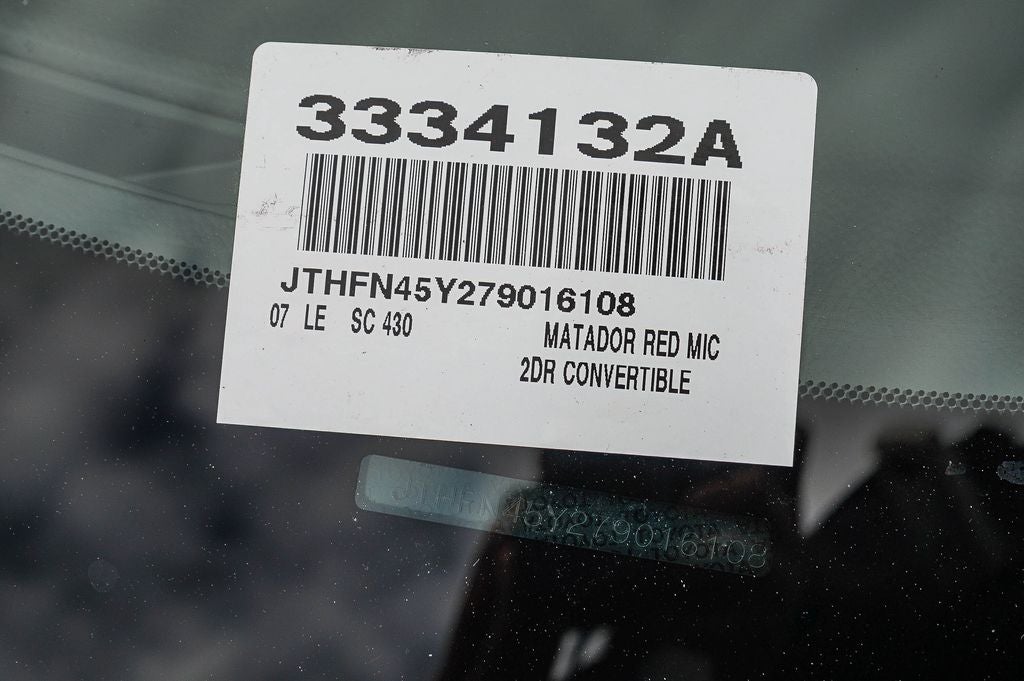 3334132A
JTHFN45Y279016108
07 LE SC 430
MATADOR RED MIC
2DR CONVERTIBLE
JTHFN45Y279016108